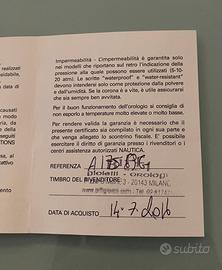 realizzati
Impermeabilità - L'impermeabilità è garantita solo
nei modelli che riportano sul retro l'indicazione della
pressione alla quale possono essere utilizzati (5-10-
20 atm). Le scritte "waterproof" e "water-resistant"
devono intendersi solo come protezione dalla polvere
e dall'umidità. Se la corona è a vite, è utile assicurarsi
che sia sempre ben avvitata.
Per il buon funzionamento dell'orologio si consiglia di
non esporlo a temperature molto elevate o molto basse.
Per rendere valida la garanzia è necessario che il
presente certificato sia compilato in ogni sua parte e
che venga allegato lo scontrino fiscale. E' possibile
esercitare il diritto di garanzia presso i rivenditori o i
centri assistenza autorizzati NAUTICA.
REFERENZA
gioielli - orologi
TIMBRO DEL RIVENDITORE 3 - 20143 MILANO
DATA DI ACQUISTO 14-7-2016
Subito